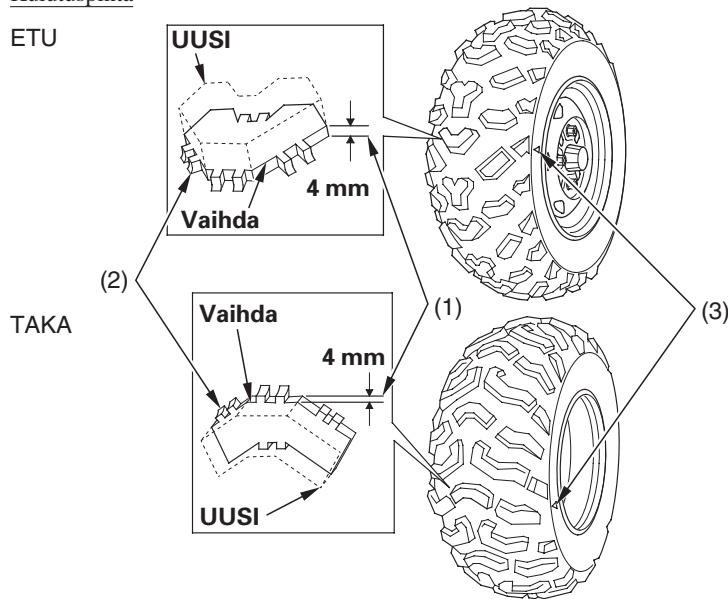 Kulutuspinta
ETU
UUSI
4 mm
Vaihda
(2)
(1)
(3)
TAKA
Vaihda
4 mm
UUSI